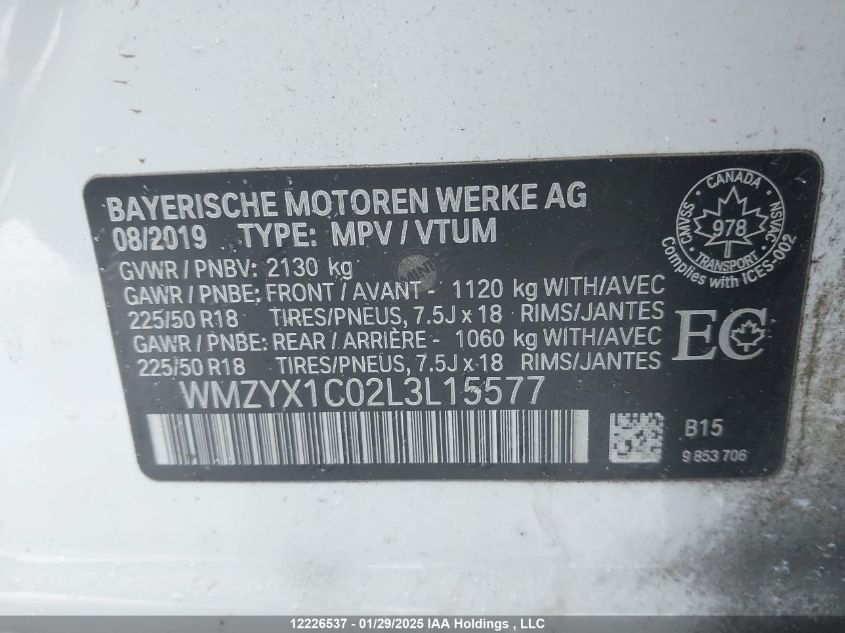 BAYERISCHE MOTOREN WERKE AG
08/2019 TYPE: MPV / VTUM
GVWR / PNBV: 2130 kg
GAWR / PNBE: FRONT / AVANT - 1120 kg WITH/AVEC
225/50 R18 TIRES/PNEUS, 7.5J x 18 RIMS/JANTES
GAWR / PNBE: REAR / ARRIÈRE - 1060 kg WITH/AVEC
225/50 R18 TIRES/PNEUS, 7.5J x 18 RIMS/JANTES
WMZYX1C02L3L15577
CANADA
CMVSS NSVAC
978
TRANSPORT
Complies with ICES-002
EC
B15
9 853 706
MINI
12226537 - 01/29/2025 IAA Holdings , LLC